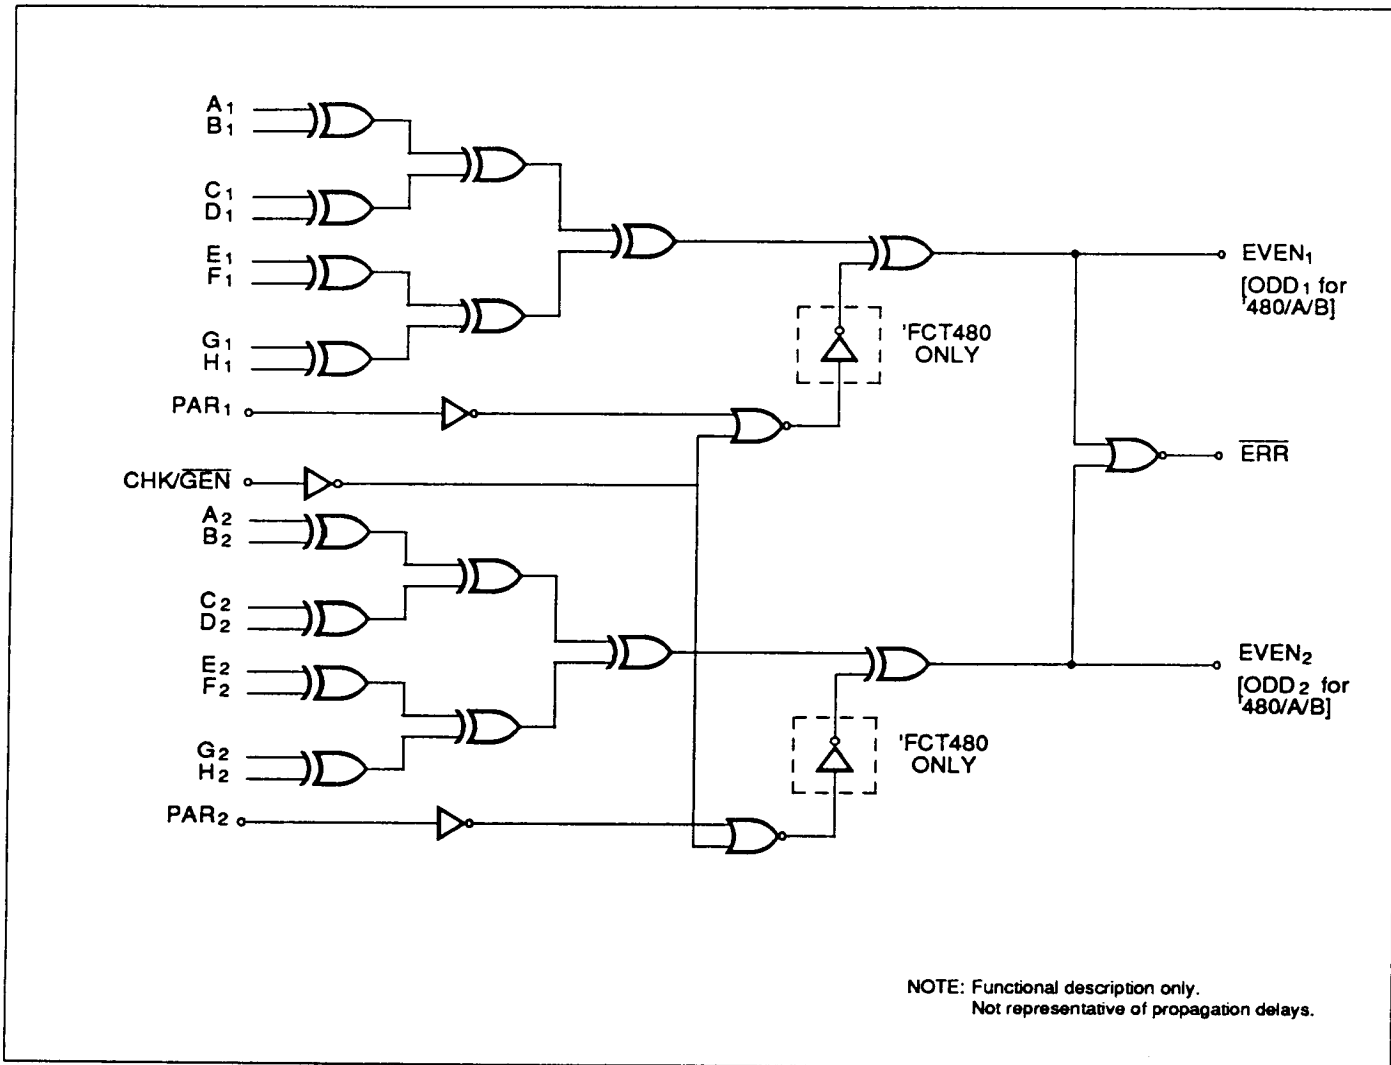 A1
B1
C1
D1
E1
F1
G1
H1
PAR1
CHK/GEN
A2
B2
C2
D2
E2
F2
G2
H2
PAR2
'FCT480
ONLY
'FCT480
ONLY
EVEN1
[ODD1 for
'480/A/B]
ERR
EVEN2
[ODD2 for
'480/A/B]
NOTE: Functional description only.
Not representative of propagation delays.